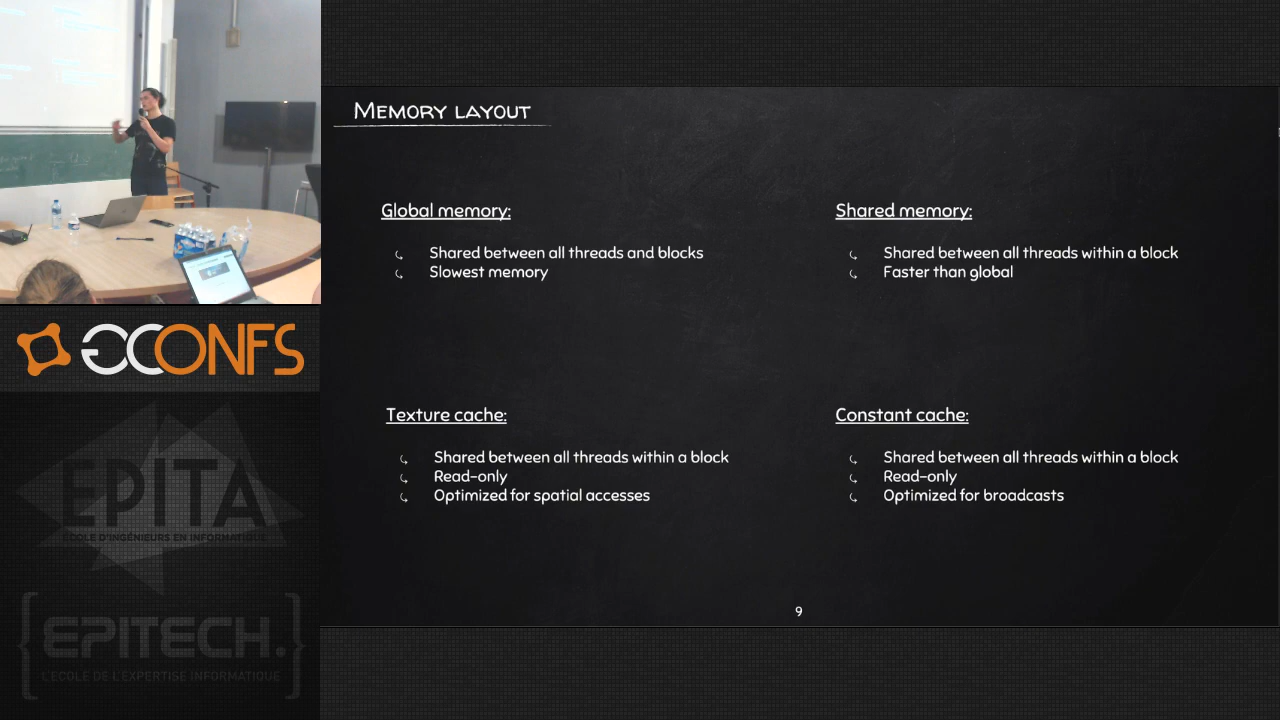 Memory layout
Global memory:
Shared between all threads and blocks
Slowest memory
Shared memory:
Shared between all threads within a block
Faster than global
Texture cache:
Shared between all threads within a block
Read-only
Optimized for spatial accesses
Constant cache:
Shared between all threads within a block
Read-only
Optimized for broadcasts
9
GCONFS
EPITA
ÉCOLE D'INGÉNIEURS EN INFORMATIQUE
{EPITECH.}
L'ECOLE DE L'EXPERTISE INFORMATIQUE